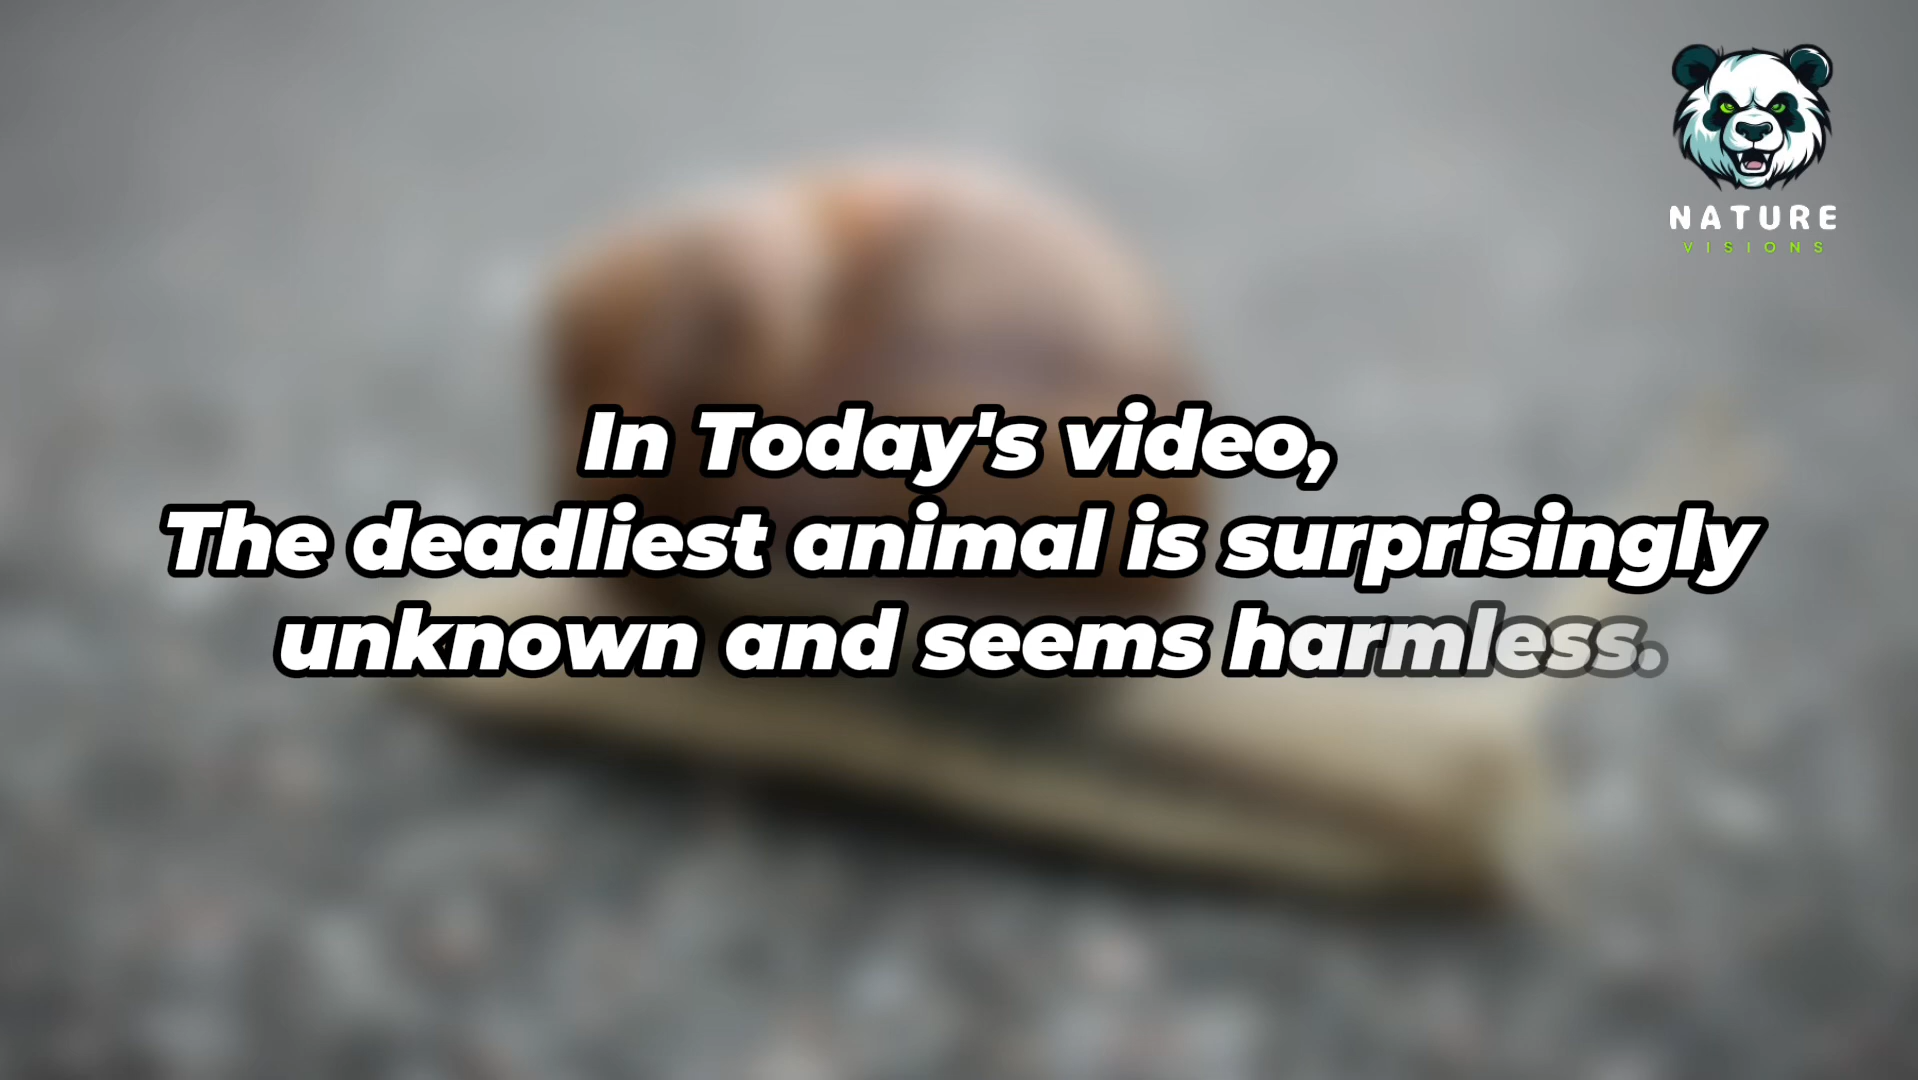 NATURE
VISIONS
In Today's video,
The deadliest animal is surprisingly
unknown and seems harmless.